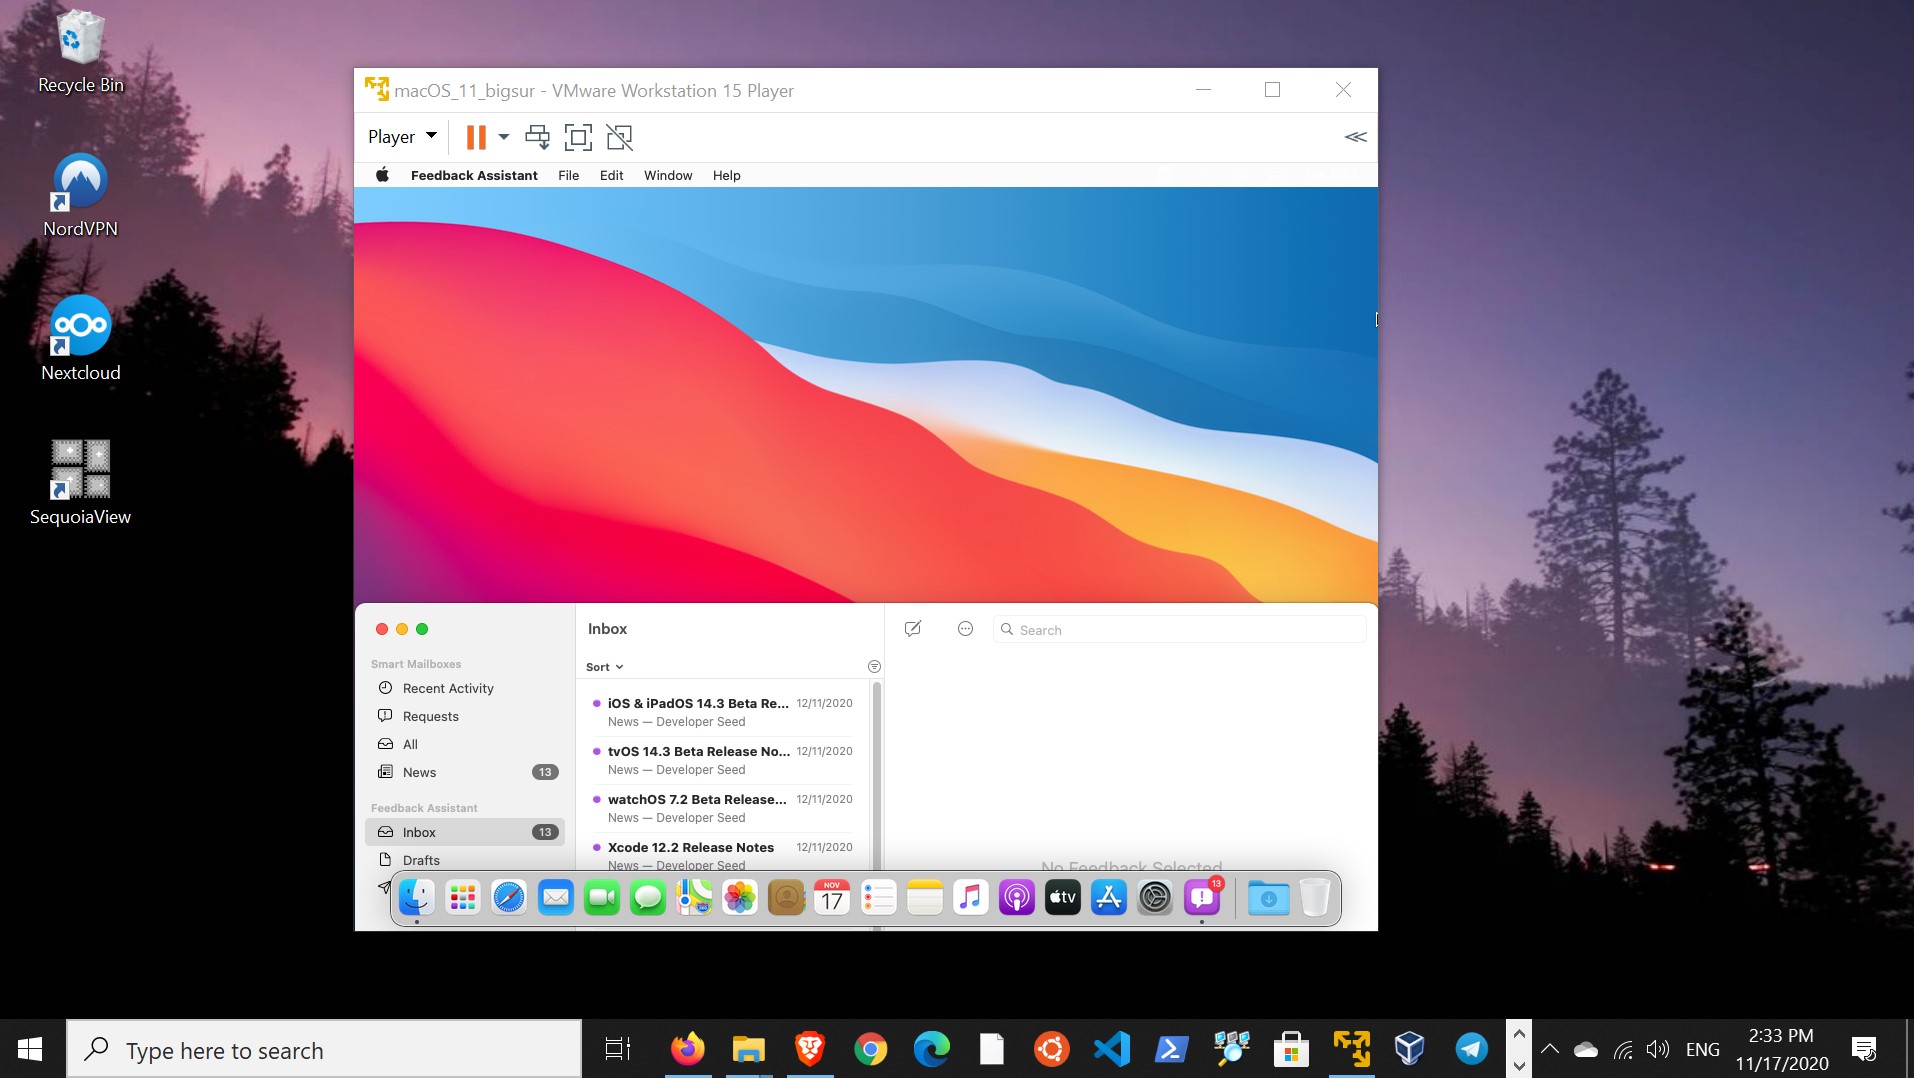 Recycle Bin
NordVPN
Nextcloud
SequoiaView
macOS_11_bigsur - VMware Workstation 15 Player
Player
Feedback Assistant File Edit Window Help
Smart Mailboxes
Recent Activity
Requests
All
News 13
Feedback Assistant
Inbox 13
Drafts
Inbox
Sort
iOS & iPadOS 14.3 Beta Re... 12/11/2020
News — Developer Seed
tvOS 14.3 Beta Release No... 12/11/2020
News — Developer Seed
watchOS 7.2 Beta Release... 12/11/2020
News — Developer Seed
Xcode 12.2 Release Notes 12/11/2020
News — Developer Seed
Search
No Feedback Selected
NOV
17
tv
13
Type here to search
ENG
2:33 PM
11/17/2020